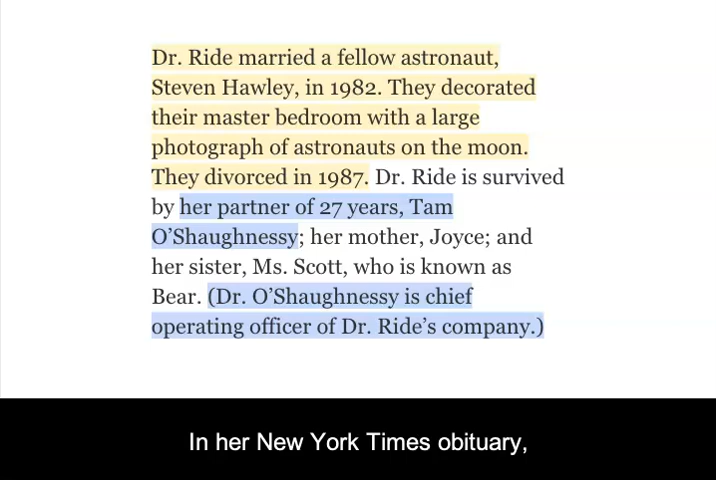 Dr. Ride married a fellow astronaut,
Steven Hawley, in 1982. They decorated
their master bedroom with a large
photograph of astronauts on the moon.
They divorced in 1987. Dr. Ride is survived
by her partner of 27 years, Tam
O’Shaughnessy; her mother, Joyce; and
her sister, Ms. Scott, who is known as
Bear. (Dr. O’Shaughnessy is chief
operating officer of Dr. Ride’s company.)
In her New York Times obituary,